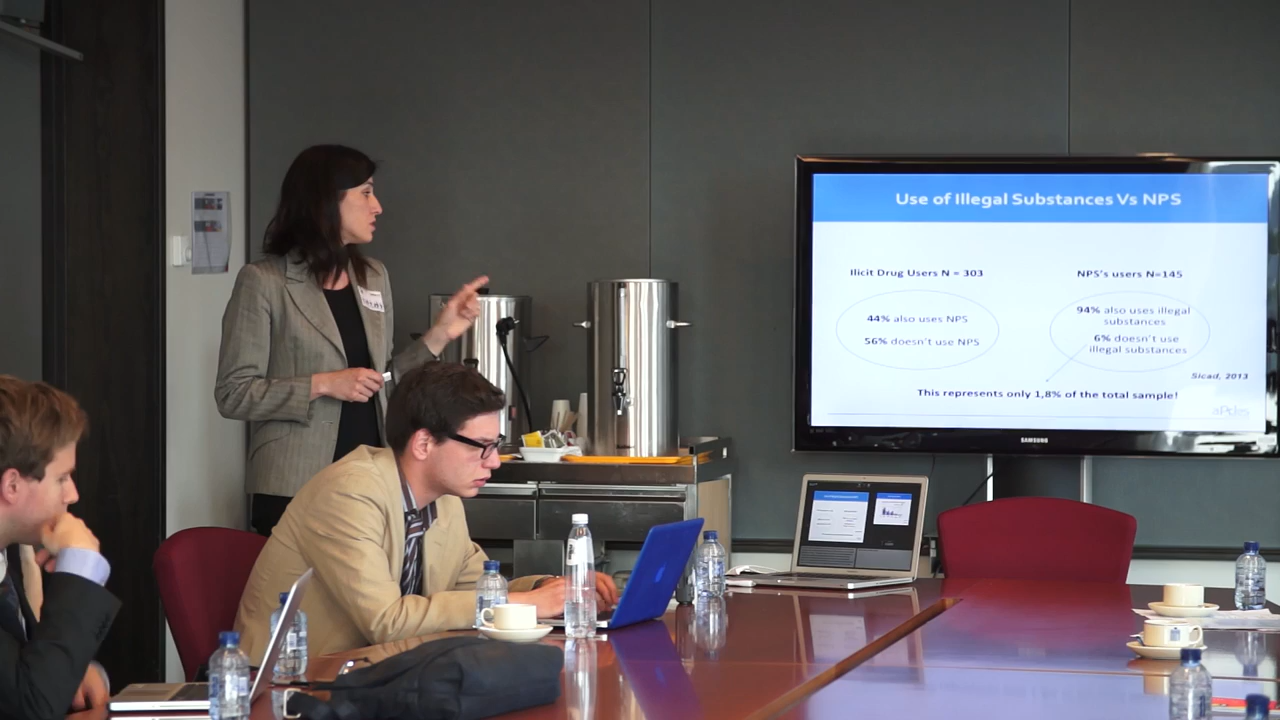 Use of Illegal Substances Vs NPS
Ilicit Drug Users N = 303
44% also uses NPS
56% doesn't use NPS
NPS's users N=145
94% also uses illegal
substances
6% doesn't use
illegal substances
Sicad, 2013
This represents only 1,8% of the total sample!
aPdes
SAMSUNG